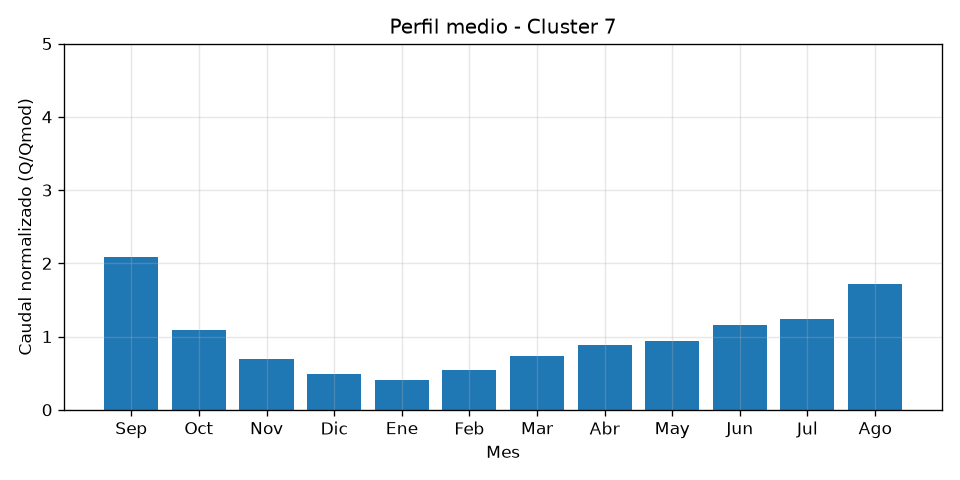 Perfil medio - Cluster 7
Caudal normalizado (Q/Qmod)
5
4
3
2
1
0
Sep Oct Nov Dic Ene Feb Mar Abr May Jun Jul Ago
Mes